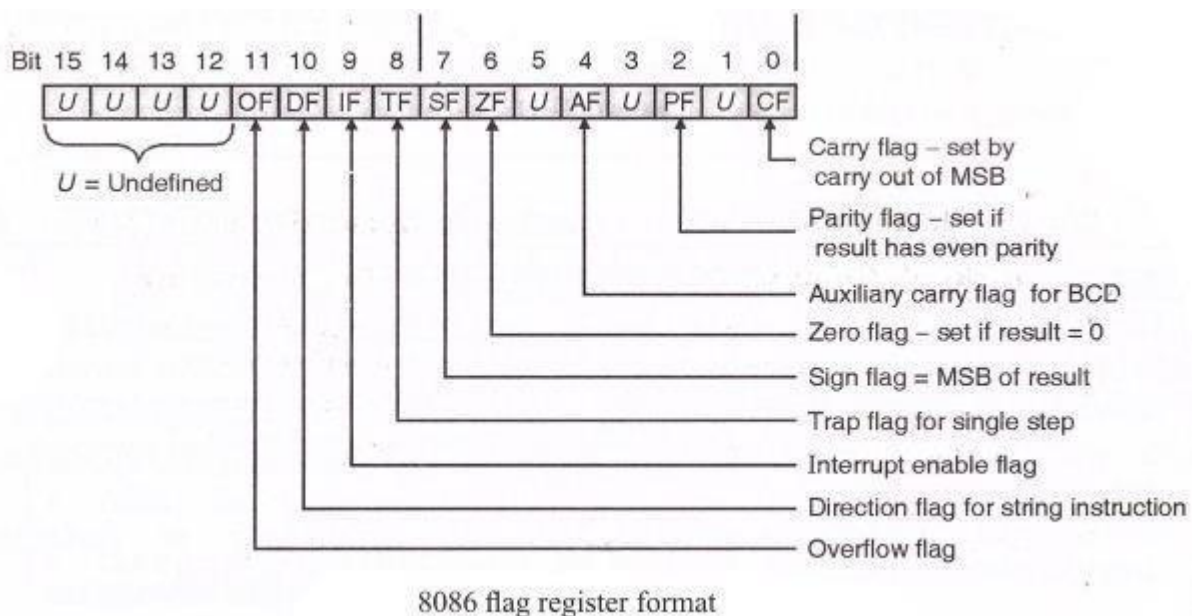 Bit 15 14 13 12 11 10 9 8 7 6 5 4 3 2 1 0
U U U U OF DF IF TF SF ZF U AF U PF U CF
U = Undefined
Carry flag – set by
carry out of MSB
Parity flag – set if
result has even parity
Auxiliary carry flag for BCD
Zero flag – set if result = 0
Sign flag = MSB of result
Trap flag for single step
Interrupt enable flag
Direction flag for string instruction
Overflow flag
8086 flag register format